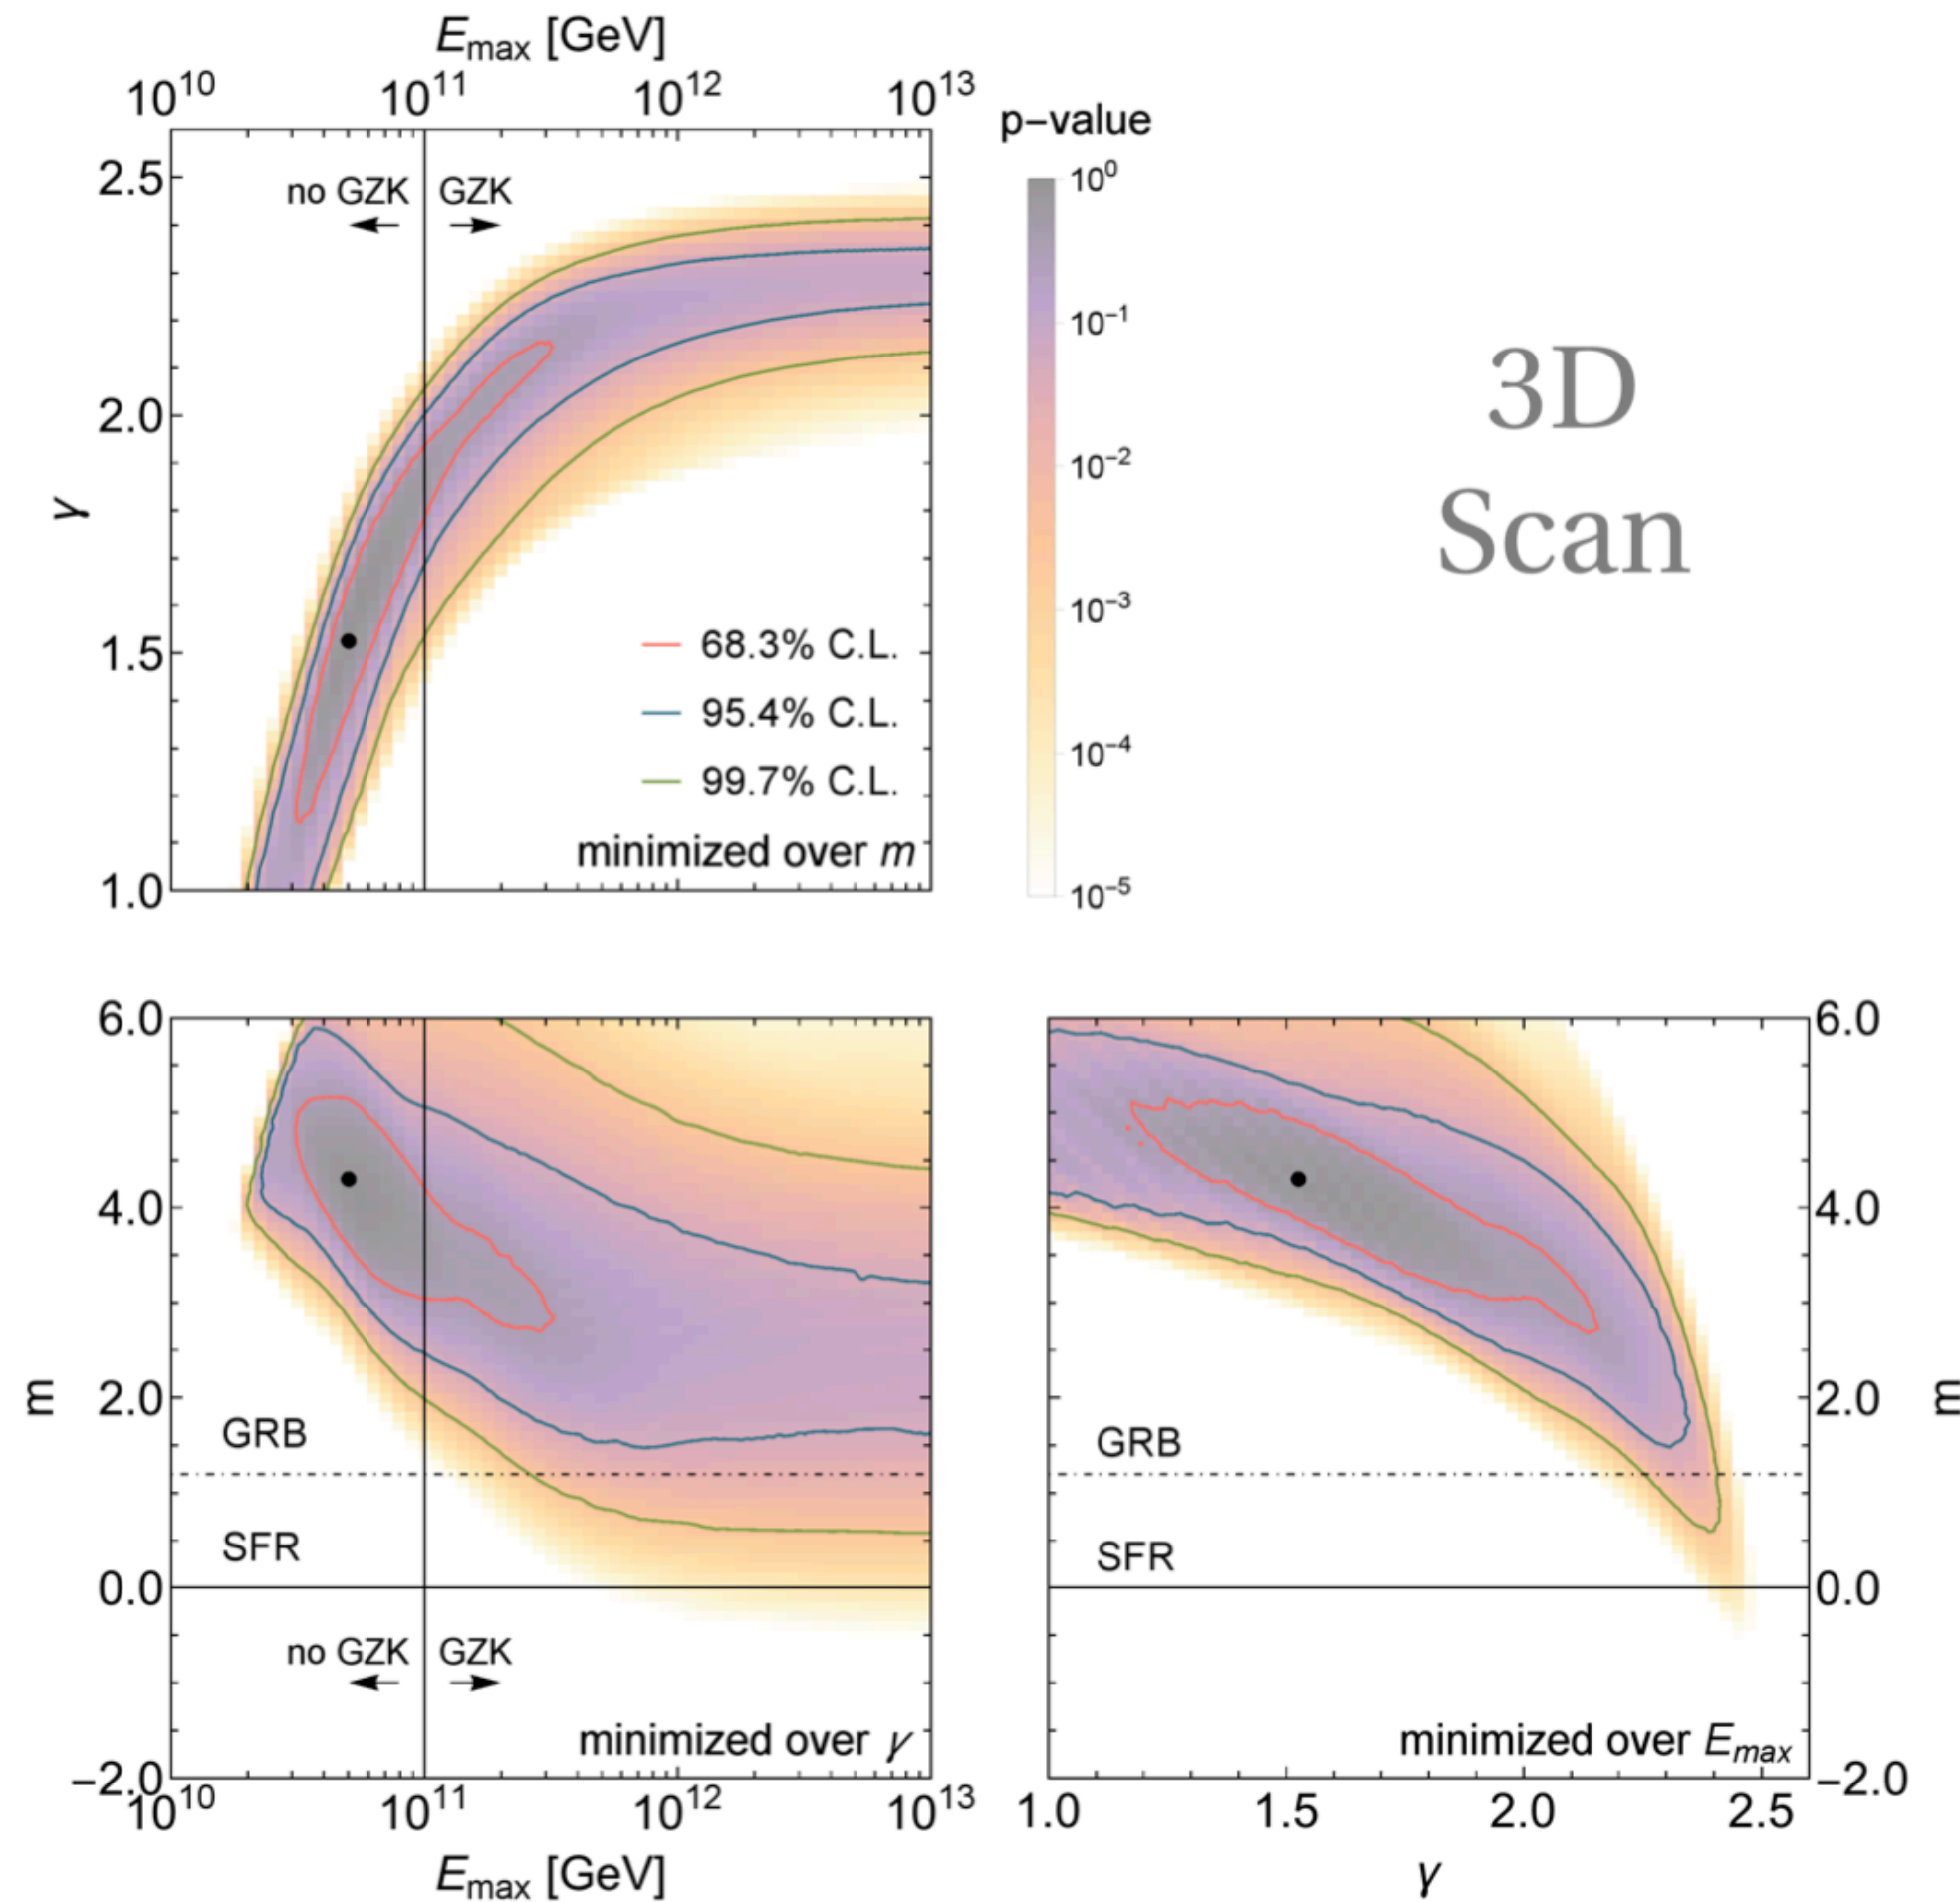 E_max [GeV]
10^10 10^11 10^12 10^13
p–value
no GZK GZK
2.5
2.0
1.5
1.0
γ
68.3% C.L.
95.4% C.L.
99.7% C.L.
minimized over m
10^0
10^−1
10^−2
10^−3
10^−4
10^−5
3D
Scan
6.0
4.0
2.0
0.0
−2.0
m
GRB
SFR
no GZK GZK
minimized over γ
10^10 10^11 10^12 10^13
E_max [GeV]
GRB
SFR
minimized over E_max
6.0
4.0
2.0
0.0
−2.0
m
1.0 1.5 2.0 2.5
γ